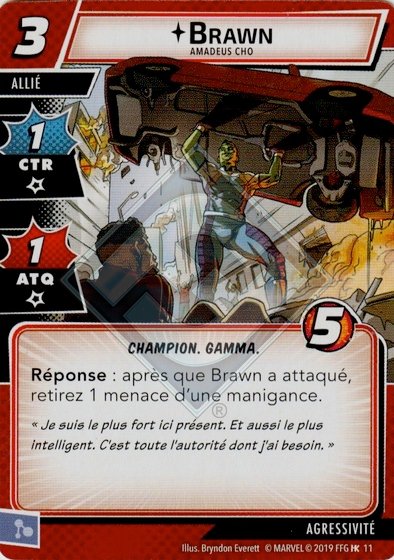 3
BRAWN
AMADEUS CHO
ALLIÉ
1
CTR
1
ATQ
5
CHAMPION. GAMMA.
Réponse : après que Brawn a attaqué,
retirez 1 menace d'une manigance.
« Je suis le plus fort ici présent. Et aussi le plus
intelligent. C'est toute l'autorité dont j'ai besoin. »
AGRESSIVITÉ
Illus. Bryndon Everett © MARVEL © 2019 FFG HK 11